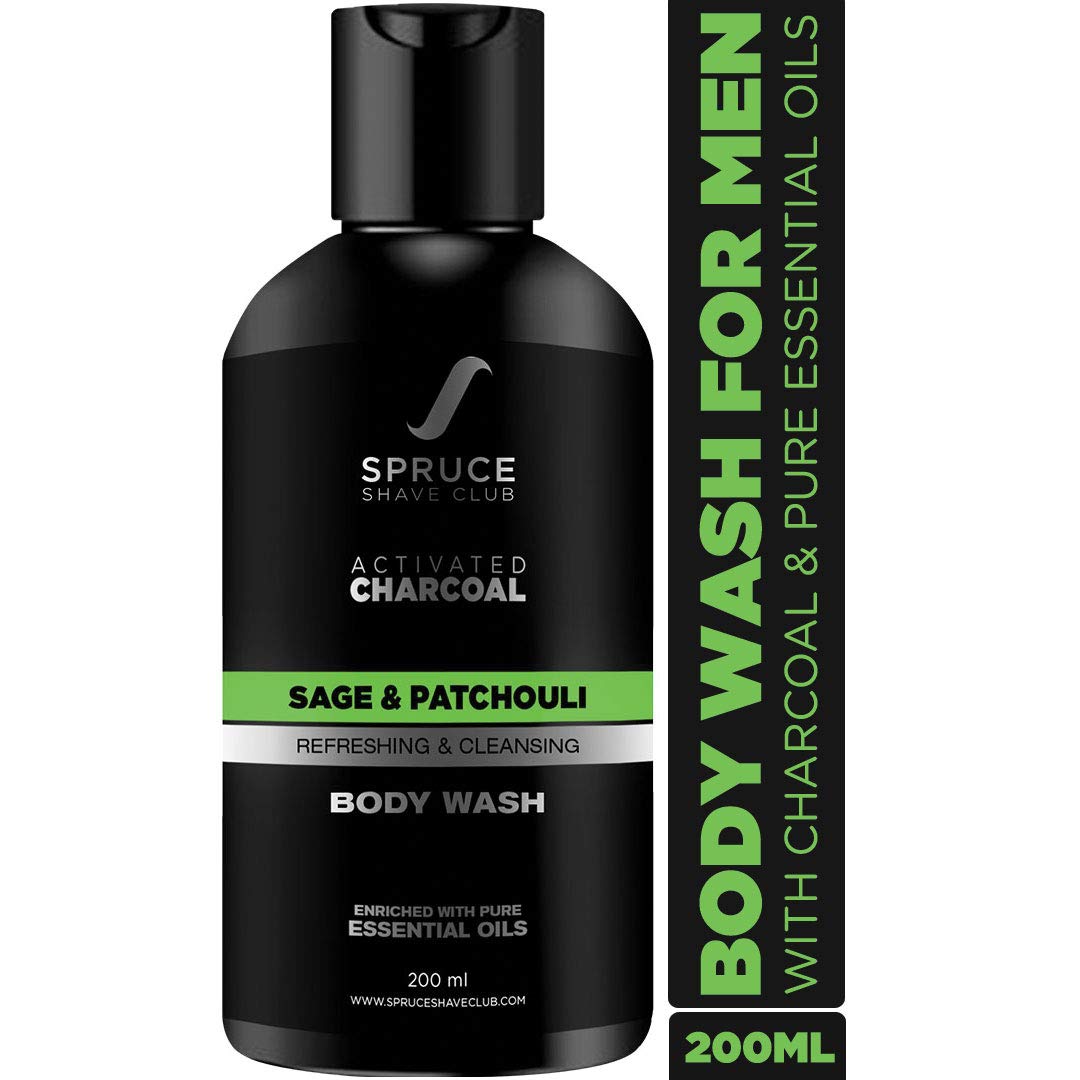 SPRUCE
SHAVE CLUB
ACTIVATED
CHARCOAL
SAGE & PATCHOULI
REFRESHING & CLEANSING
BODY WASH
ENRICHED WITH PURE
ESSENTIAL OILS
200 ml
WWW.SPRUCESHAVECLUB.COM
BODY WASH FOR MEN
WITH CHARCOAL & PURE ESSENTIAL OILS
200ML